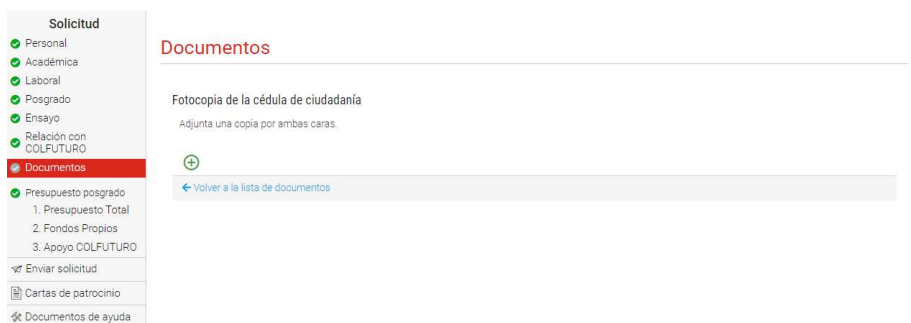 Solicitud
Personal
Académica
Laboral
Posgrado
Ensayo
Relación con
COLFUTURO
Documentos
Presupuesto posgrado
1. Presupuesto Total
2. Fondos Propios
3. Apoyo COLFUTURO
Enviar solicitud
Cartas de patrocinio
Documentos de ayuda
Documentos
Fotocopia de la cédula de ciudadanía
Adjunta una copia por ambas caras.
Volver a la lista de documentos